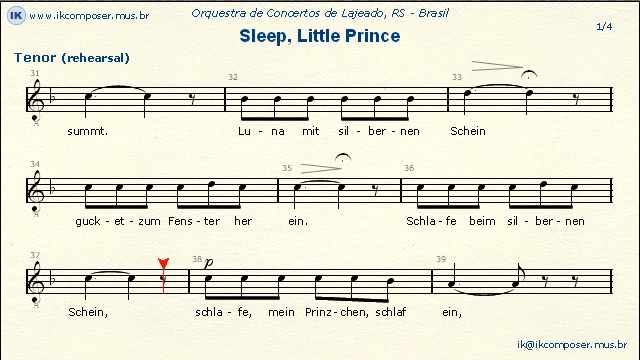 IK www.ikcomposer.mus.br
Orquestra de Concertos de Lajeado, RS - Brasil
Sleep, Little Prince
1/4
Tenor (rehearsal)
31 32 33
summt. Lu - na mit sil - ber - nen Schein
34 35 36
guck - et - zum Fens - ter her ein. Schla - fe beim sil - ber - nen
37 38 p 39
Schein, schla - fe, mein Prinz - chen, schlaf ein,
ik@ikcomposer.mus.br